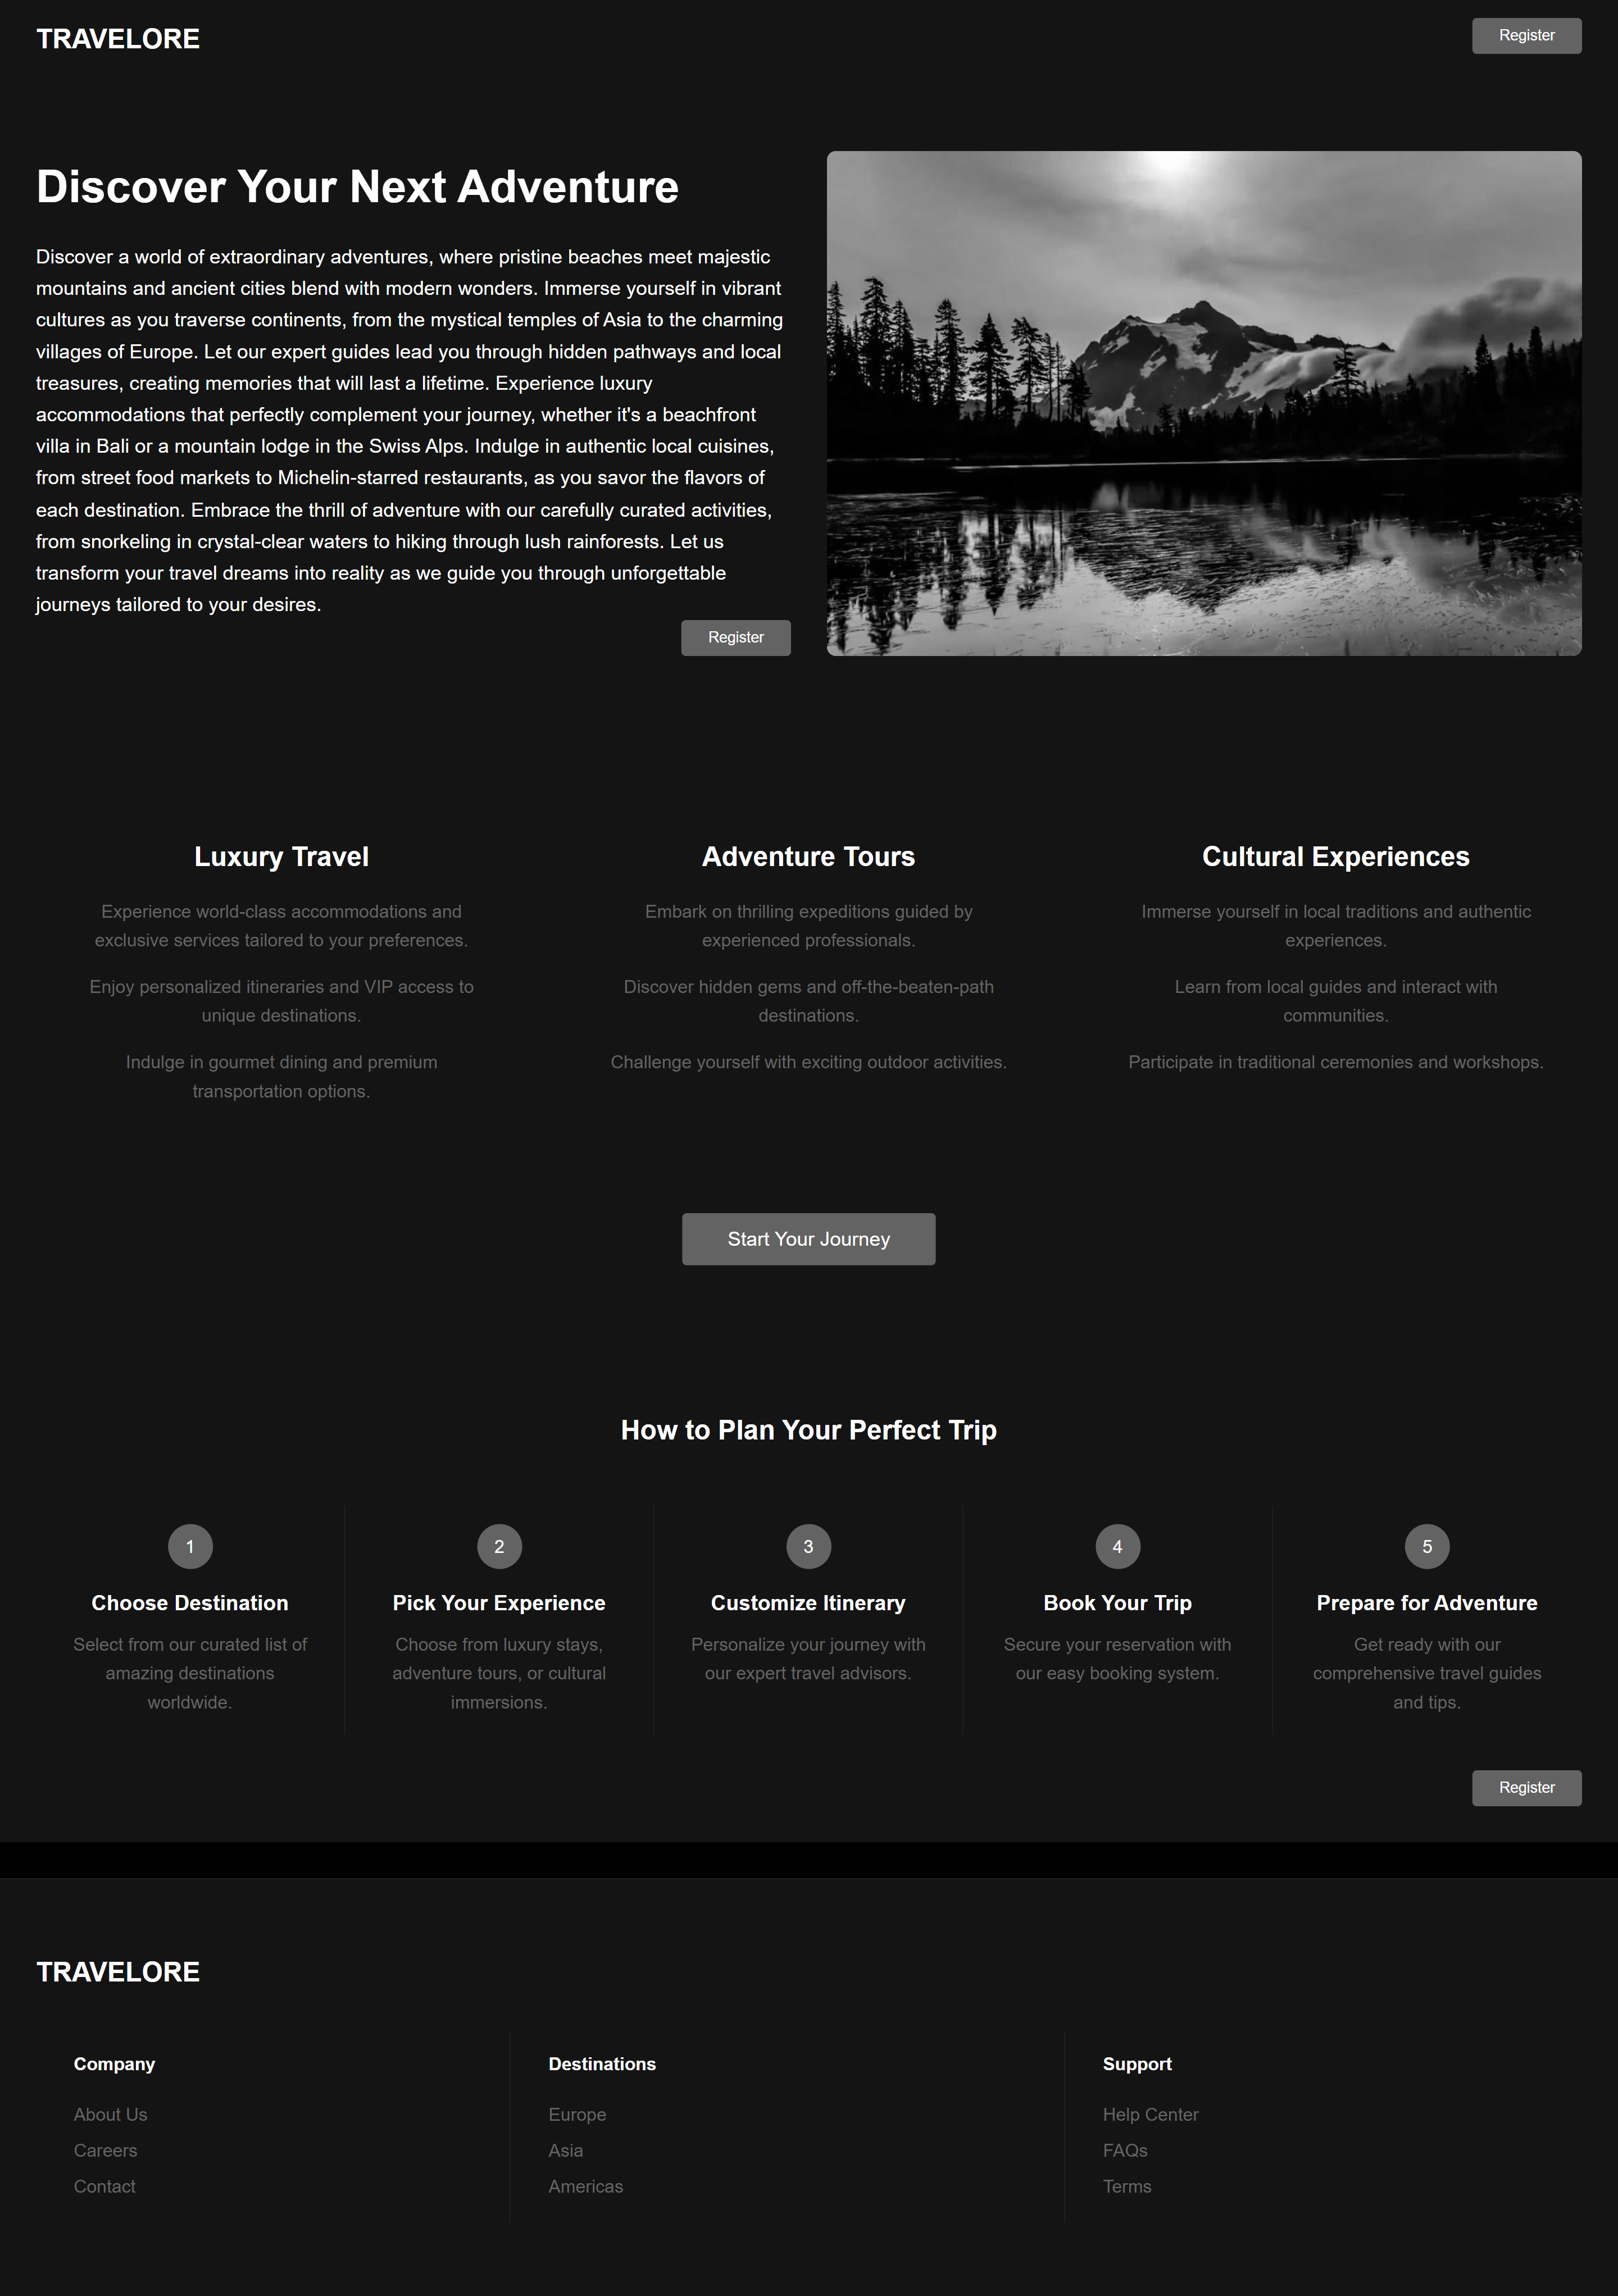 TRAVELORE
Register
Discover Your Next Adventure
Discover a world of extraordinary adventures, where pristine beaches meet majestic
mountains and ancient cities blend with modern wonders. Immerse yourself in vibrant
cultures as you traverse continents, from the mystical temples of Asia to the charming
villages of Europe. Let our expert guides lead you through hidden pathways and local
treasures, creating memories that will last a lifetime. Experience luxury
accommodations that perfectly complement your journey, whether it's a beachfront
villa in Bali or a mountain lodge in the Swiss Alps. Indulge in authentic local cuisines,
from street food markets to Michelin-starred restaurants, as you savor the flavors of
each destination. Embrace the thrill of adventure with our carefully curated activities,
from snorkeling in crystal-clear waters to hiking through lush rainforests. Let us
transform your travel dreams into reality as we guide you through unforgettable
journeys tailored to your desires.
Register
Luxury Travel
Experience world-class accommodations and
exclusive services tailored to your preferences.
Enjoy personalized itineraries and VIP access to
unique destinations.
Indulge in gourmet dining and premium
transportation options.
Adventure Tours
Embark on thrilling expeditions guided by
experienced professionals.
Discover hidden gems and off-the-beaten-path
destinations.
Challenge yourself with exciting outdoor activities.
Cultural Experiences
Immerse yourself in local traditions and authentic
experiences.
Learn from local guides and interact with
communities.
Participate in traditional ceremonies and workshops.
Start Your Journey
How to Plan Your Perfect Trip
1
Choose Destination
Select from our curated list of
amazing destinations
worldwide.
2
Pick Your Experience
Choose from luxury stays,
adventure tours, or cultural
immersions.
3
Customize Itinerary
Personalize your journey with
our expert travel advisors.
4
Book Your Trip
Secure your reservation with
our easy booking system.
5
Prepare for Adventure
Get ready with our
comprehensive travel guides
and tips.
Register
TRAVELORE
Company
About Us
Careers
Contact
Destinations
Europe
Asia
Americas
Support
Help Center
FAQs
Terms